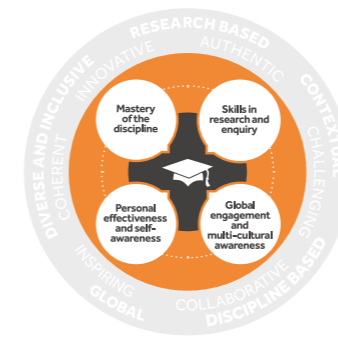 RESEARCH BASED
INNOVATIVE
AUTHENTIC
CONTEXTUAL
CHALLENGING
DIVERSE AND INCLUSIVE
COHERENT
Mastery
of the
discipline
Skills in
research and
enquiry
Personal
effectiveness
and self-
awareness
Global
engagement
and
multi-cultural
awareness
INSPIRING
GLOBAL
COLLABORATIVE
DISCIPLINE BASED